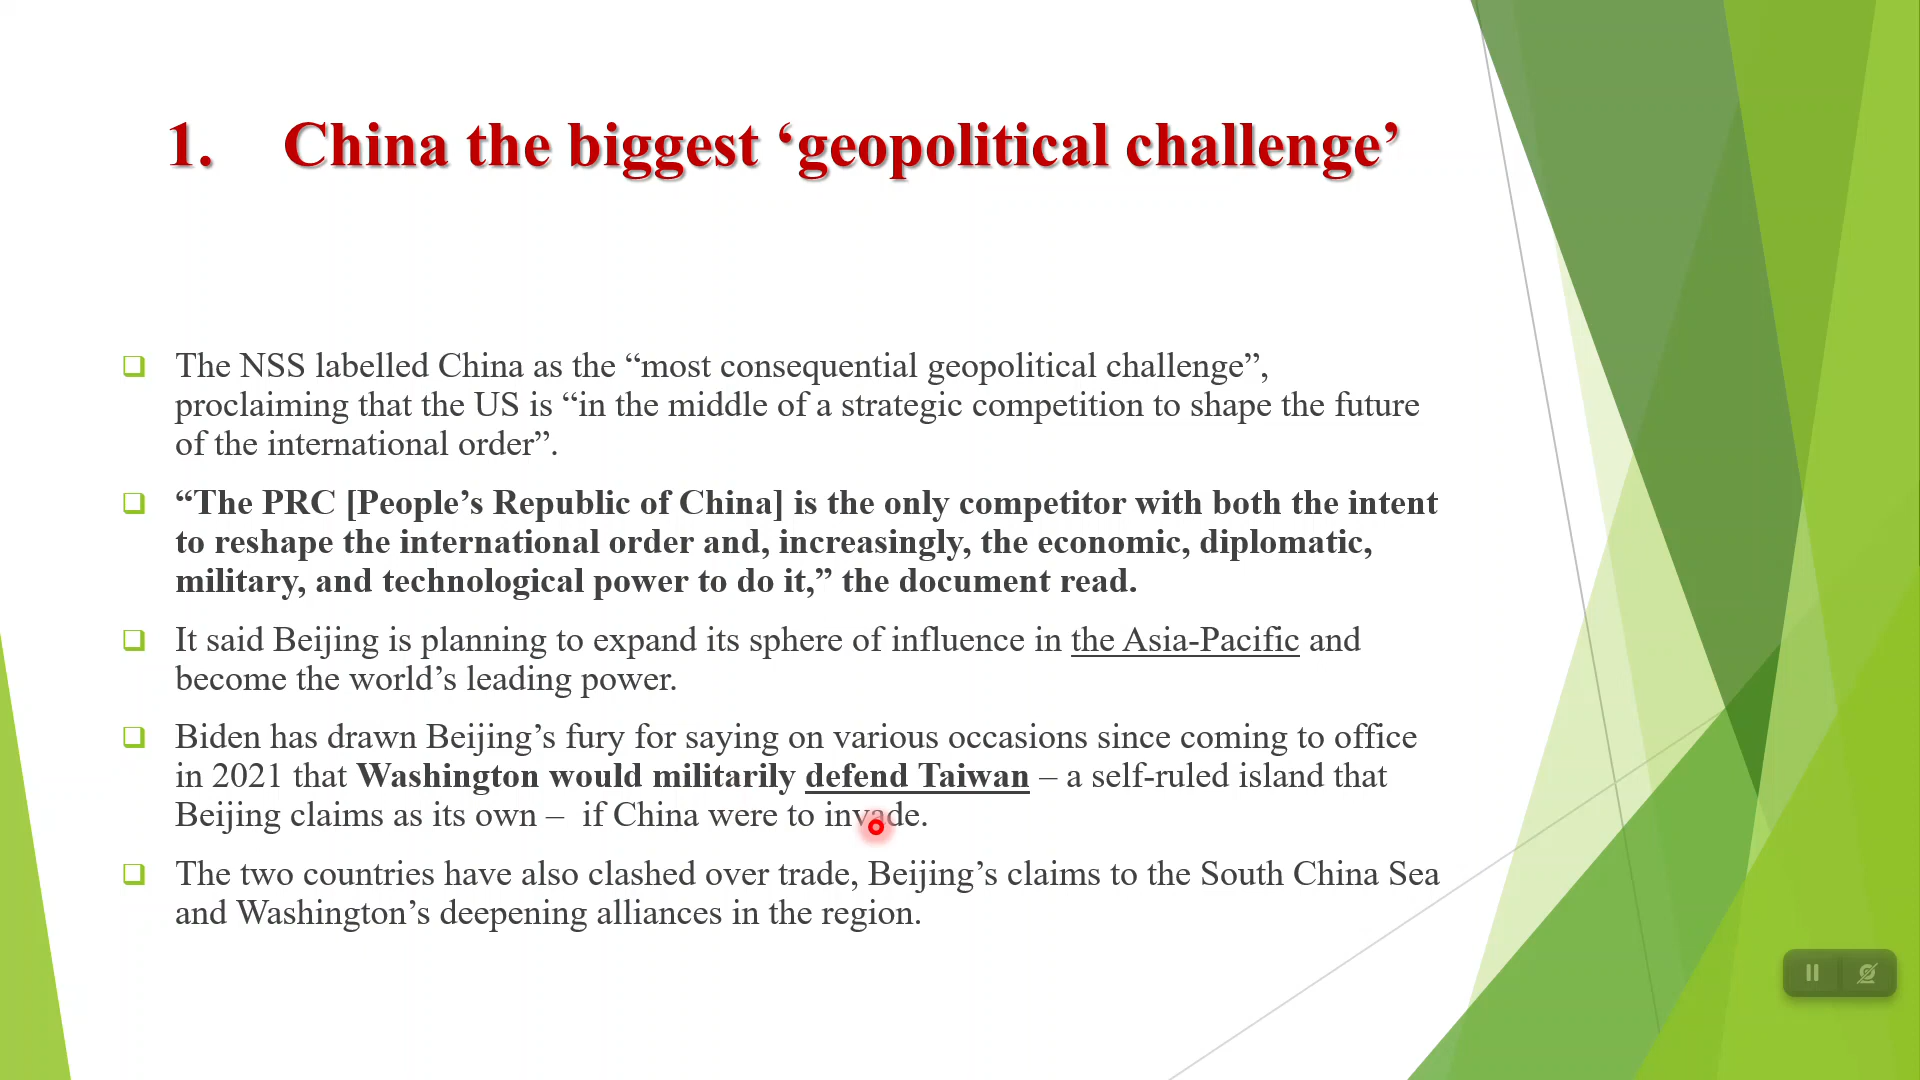 1. China the biggest ‘geopolitical challenge’
The NSS labelled China as the “most consequential geopolitical challenge”,
proclaiming that the US is “in the middle of a strategic competition to shape the future
of the international order”.
“The PRC [People’s Republic of China] is the only competitor with both the intent
to reshape the international order and, increasingly, the economic, diplomatic,
military, and technological power to do it,” the document read.
It said Beijing is planning to expand its sphere of influence in the Asia-Pacific and
become the world’s leading power.
Biden has drawn Beijing’s fury for saying on various occasions since coming to office
in 2021 that Washington would militarily defend Taiwan – a self-ruled island that
Beijing claims as its own – if China were to invade.
The two countries have also clashed over trade, Beijing’s claims to the South China Sea
and Washington’s deepening alliances in the region.